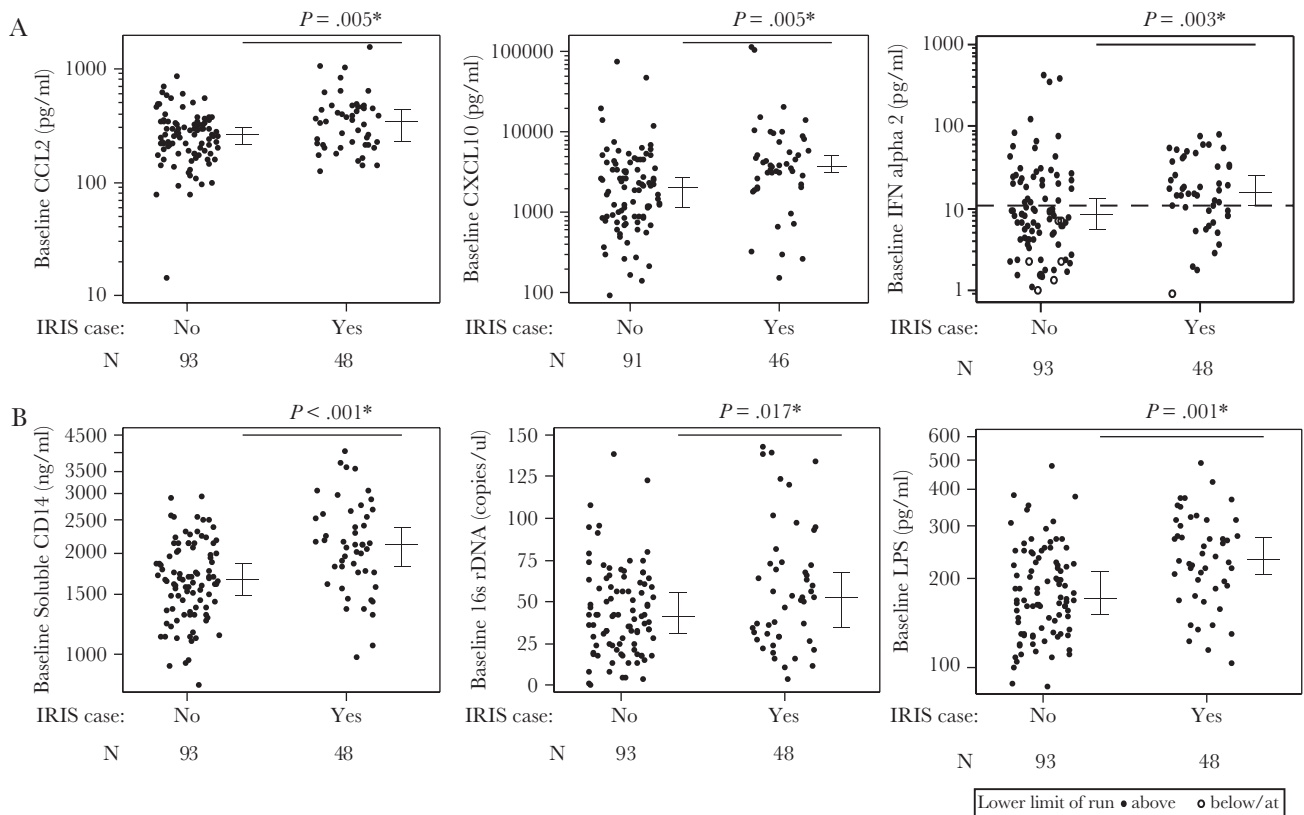 A
P = .005*
Baseline CCL2 (pg/ml)
1000
100
10
IRIS case: No Yes
N 93 48
P = .005*
Baseline CXCL10 (pg/ml)
100000
10000
1000
100
No Yes
91 46
P = .003*
Baseline IFN alpha 2 (pg/ml)
1000
100
10
1
IRIS case: No Yes
N 93 48
B
P < .001*
Baseline Soluble CD14 (ng/ml)
4500
3500
3000
2500
2000
1500
1000
IRIS case: No Yes
N 93 48
P = .017*
Baseline 16s rDNA (copies/ul)
150
125
100
75
50
25
0
No Yes
93 48
P = .001*
Baseline LPS (pg/ml)
600
500
400
300
200
100
IRIS case: No Yes
N 93 48
Lower limit of run above below/at